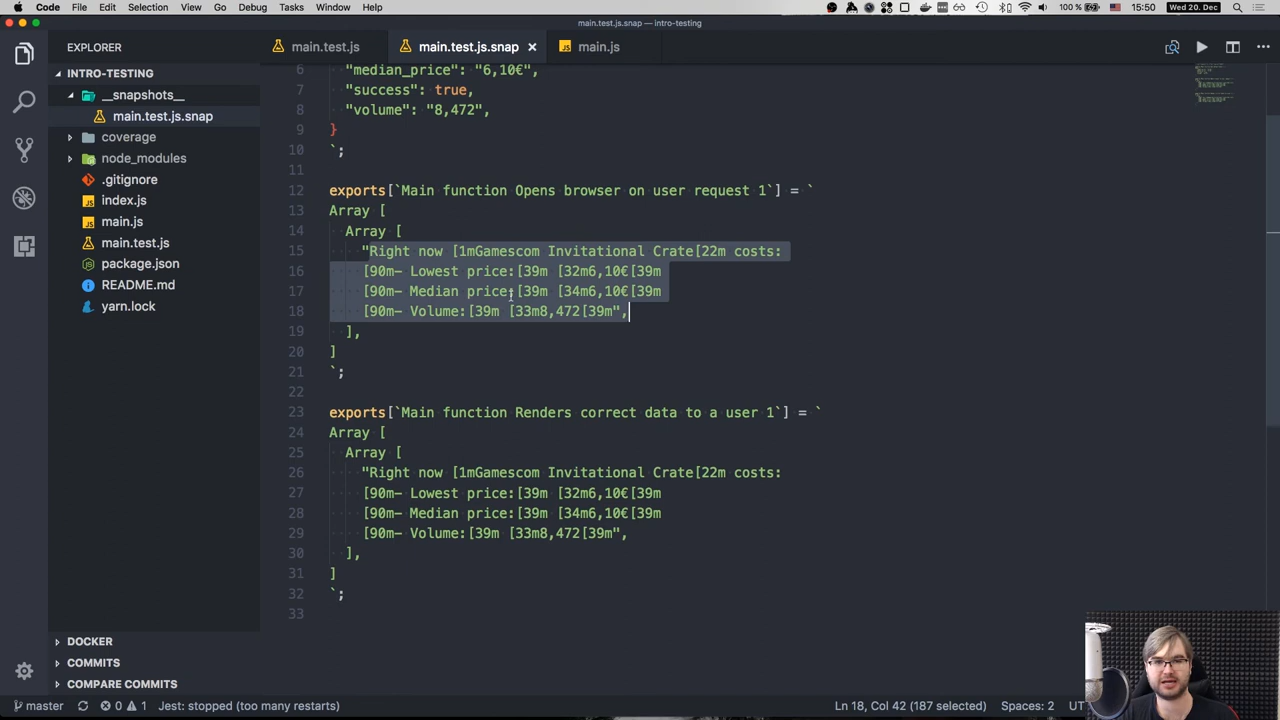 Code File Edit Selection View Go Debug Tasks Window Help 100% 15:50 Wed 20. Dec
main.test.js.snap — intro-testing
EXPLORER
main.test.js main.test.js.snap × main.js
INTRO-TESTING
__snapshots__
main.test.js.snap
coverage
node_modules
.gitignore
index.js
main.js
main.test.js
package.json
README.md
yarn.lock
DOCKER
COMMITS
COMPARE COMMITS
6 "median_price": "6,10€",
7 "success": true,
8 "volume": "8,472",
9 }
10 `;
11
12 exports[`Main function Opens browser on user request 1`] = `
13 Array [
14 Array [
15 "Right now [1mGamescom Invitational Crate[22m costs:
16 [90m- Lowest price:[39m [32m6,10€[39m
17 [90m- Median price:[39m [34m6,10€[39m
18 [90m- Volume:[39m [33m8,472[39m",
19 ],
20 ]
21 `;
22
23 exports[`Main function Renders correct data to a user 1`] = `
24 Array [
25 Array [
26 "Right now [1mGamescom Invitational Crate[22m costs:
27 [90m- Lowest price:[39m [32m6,10€[39m
28 [90m- Median price:[39m [34m6,10€[39m
29 [90m- Volume:[39m [33m8,472[39m",
30 ],
31 ]
32 `;
33
master 0 1 Jest: stopped (too many restarts) Ln 18, Col 42 (187 selected) Spaces: 2